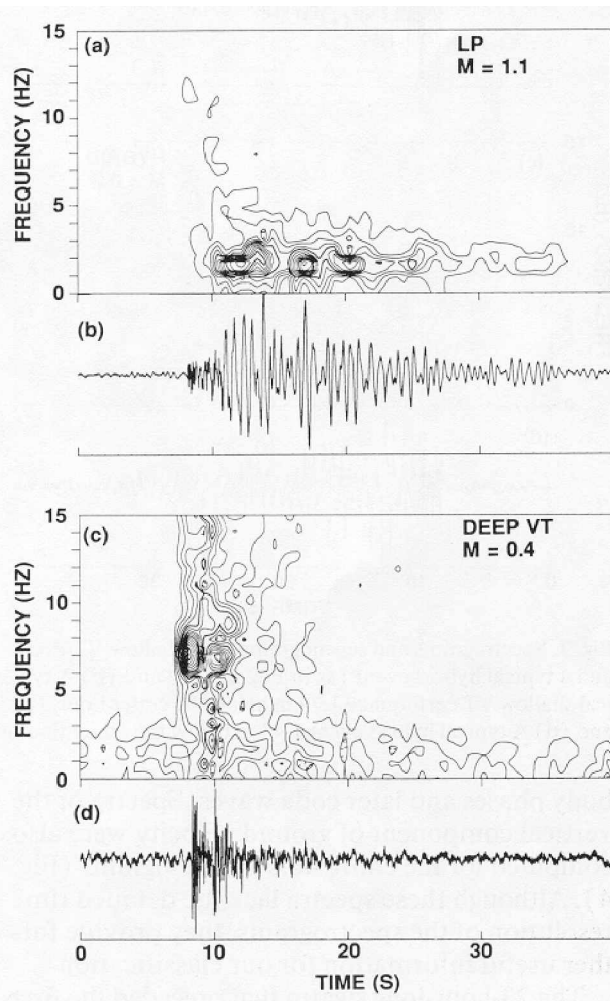 (a)
LP
M = 1.1
FREQUENCY (HZ)
15
10
5
0
(b)
(c)
DEEP VT
M = 0.4
FREQUENCY (HZ)
15
10
5
0
(d)
0
10
20
30
TIME (S)